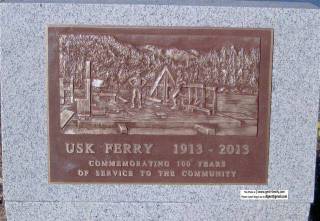 USK FERRY 1913-2013
COMMEMORATING 100 YEARS
OF SERVICE TO THE COMMUNITY